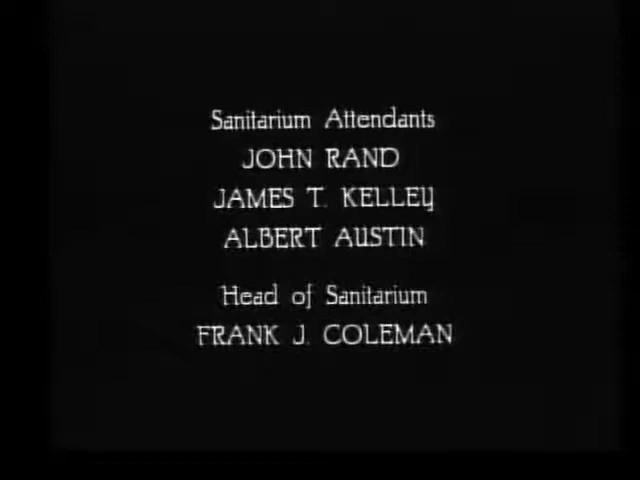 Sanitarium Attendants
JOHN RAND
JAMES T. KELLEY
ALBERT AUSTIN
Head of Sanitarium
FRANK J. COLEMAN